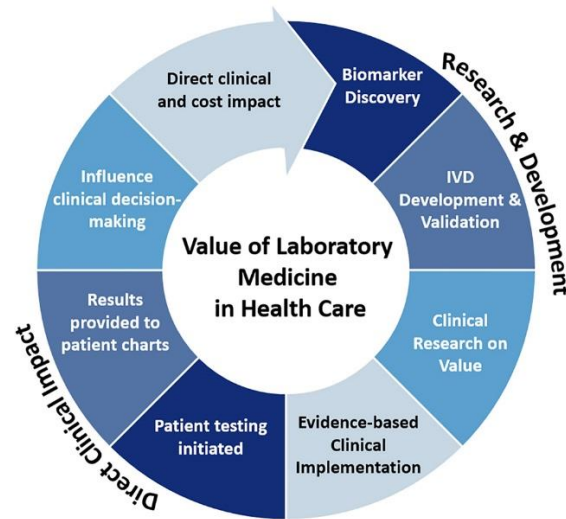 Value of Laboratory
Medicine
in Health Care
Biomarker
Discovery
IVD
Development &
Validation
Clinical
Research on
Value
Evidence-based
Clinical
Implementation
Patient testing
initiated
Results
provided to
patient charts
Influence
clinical decision-
making
Direct clinical
and cost impact
Research & Development
Direct Clinical Impact